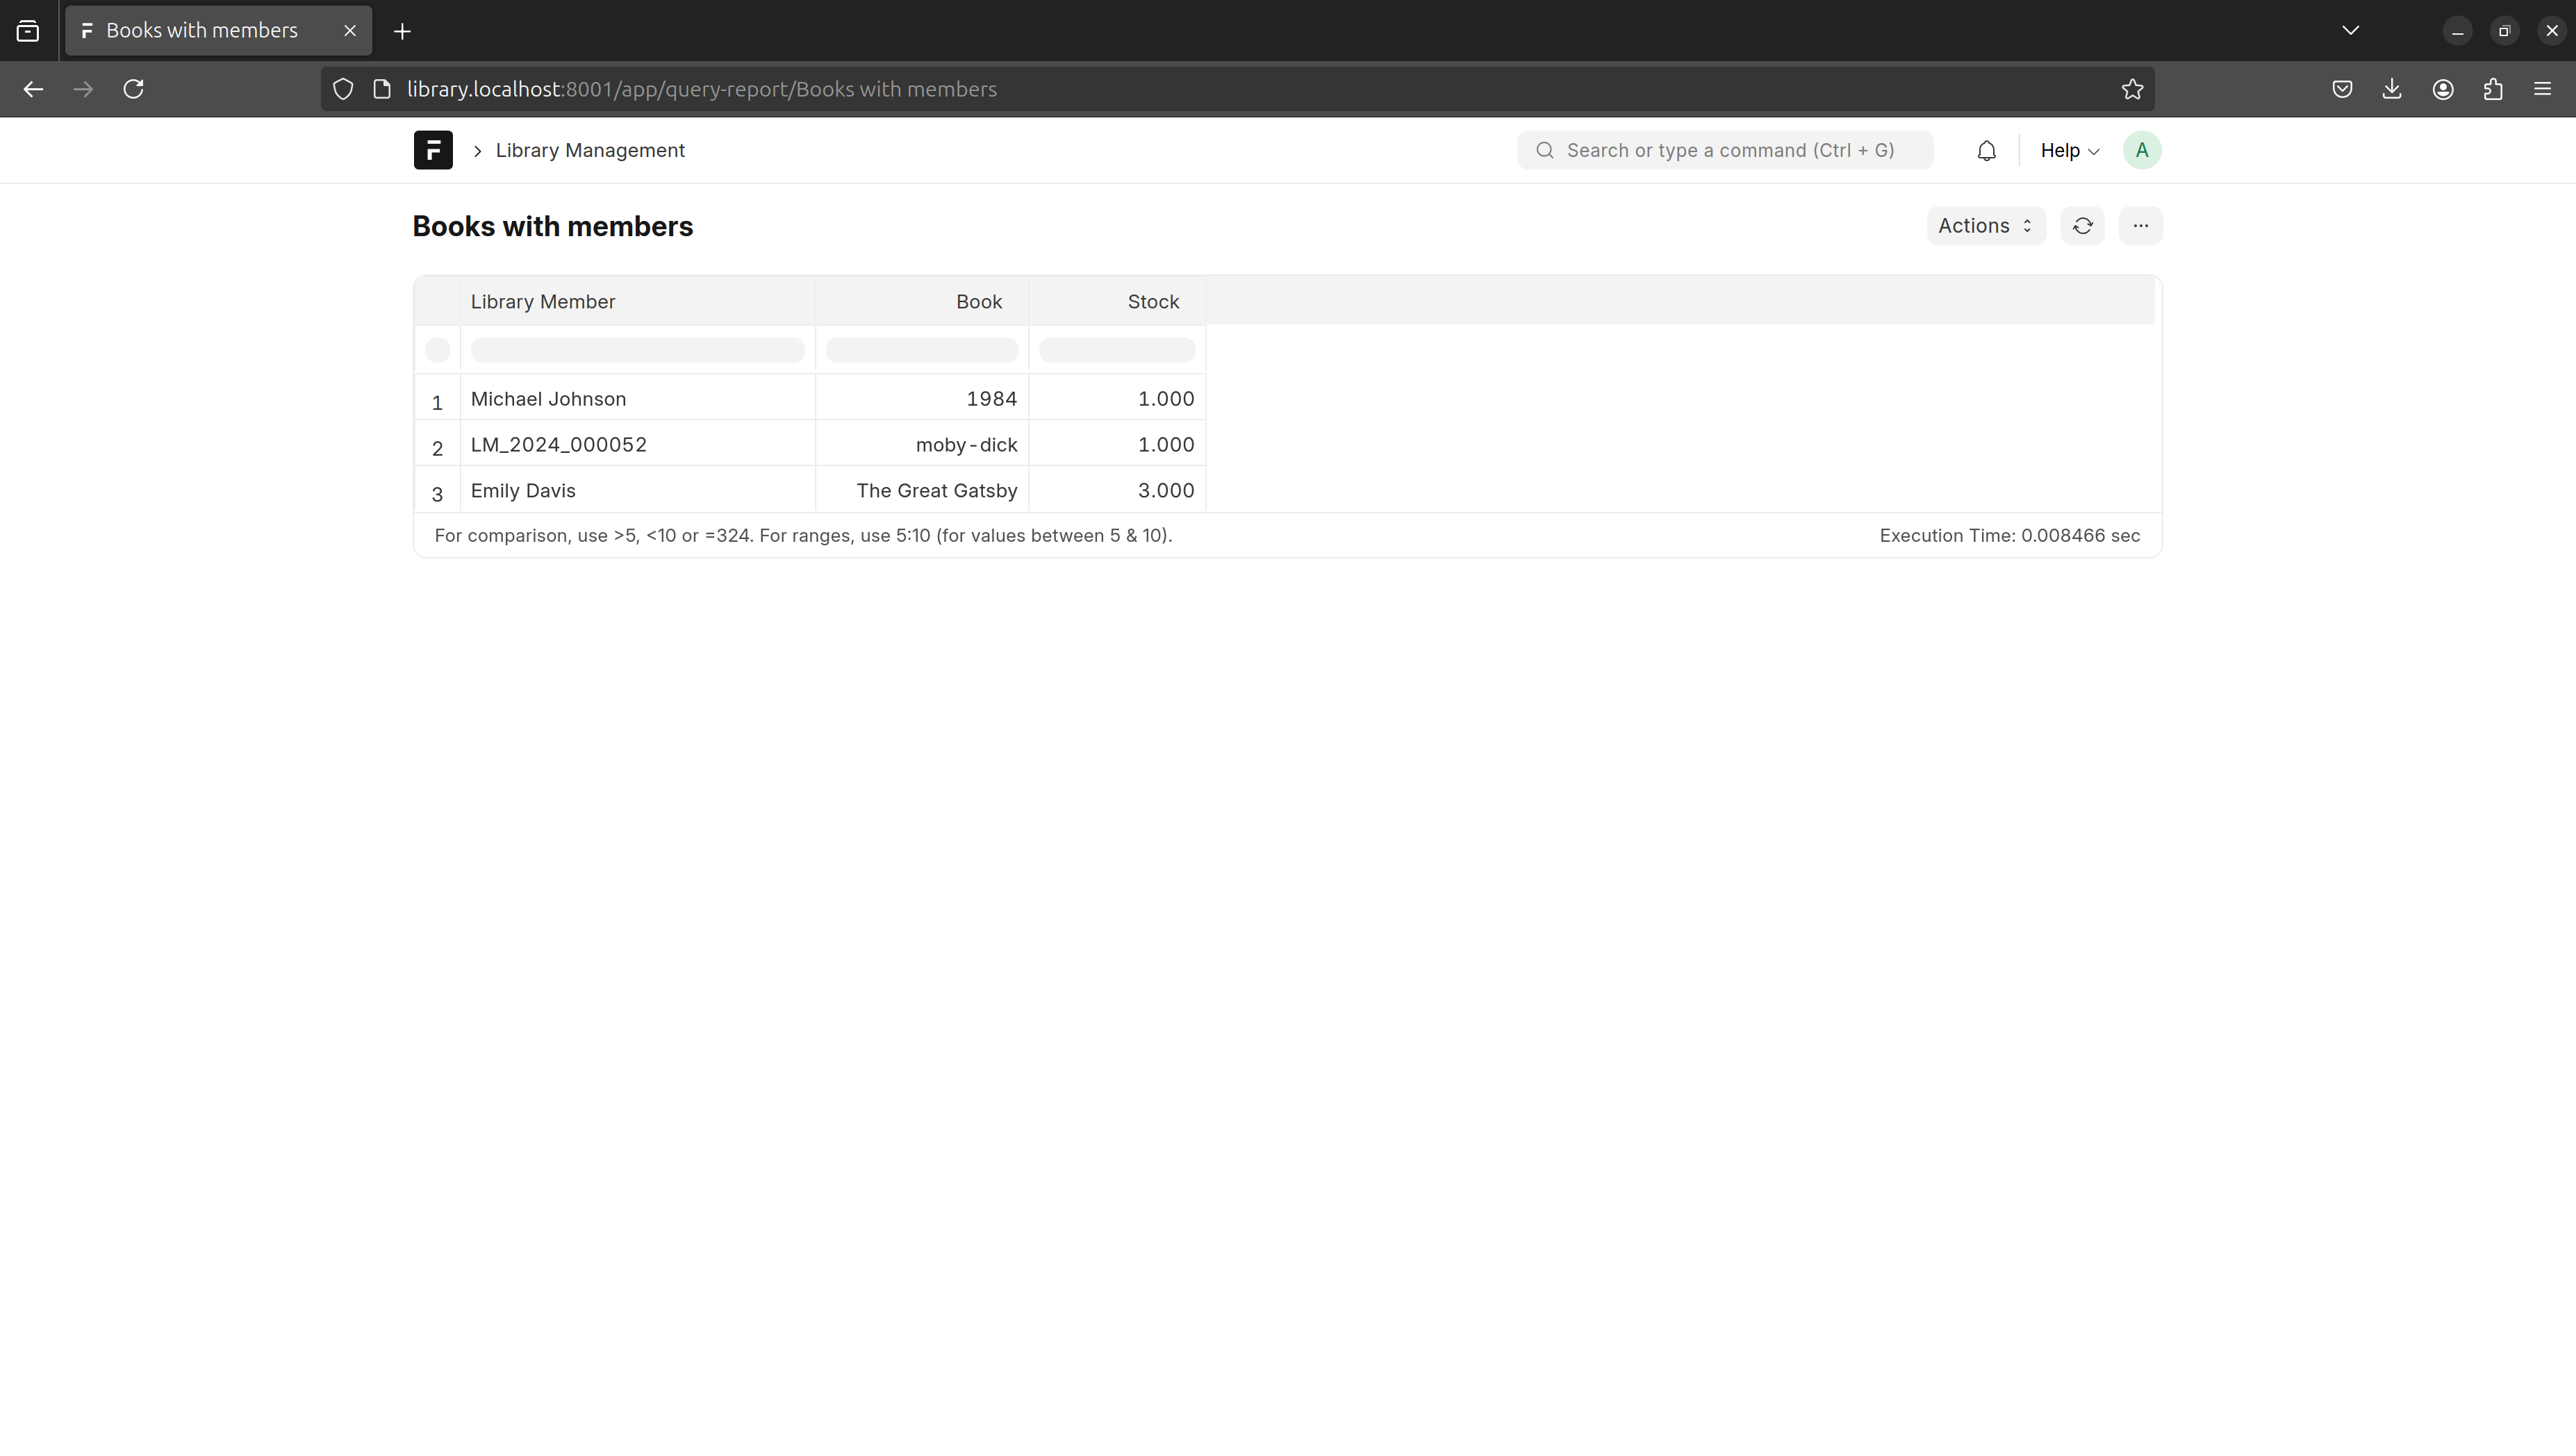 Books with members
library.localhost:8001/app/query-report/Books with members
Library Management
Search or type a command (Ctrl + G)
Help
A
Books with members
Actions
Library Member Book Stock
1 Michael Johnson 1984 1.000
2 LM_2024_000052 moby-dick 1.000
3 Emily Davis The Great Gatsby 3.000
For comparison, use >5, <10 or =324. For ranges, use 5:10 (for values between 5 & 10). Execution Time: 0.008466 sec